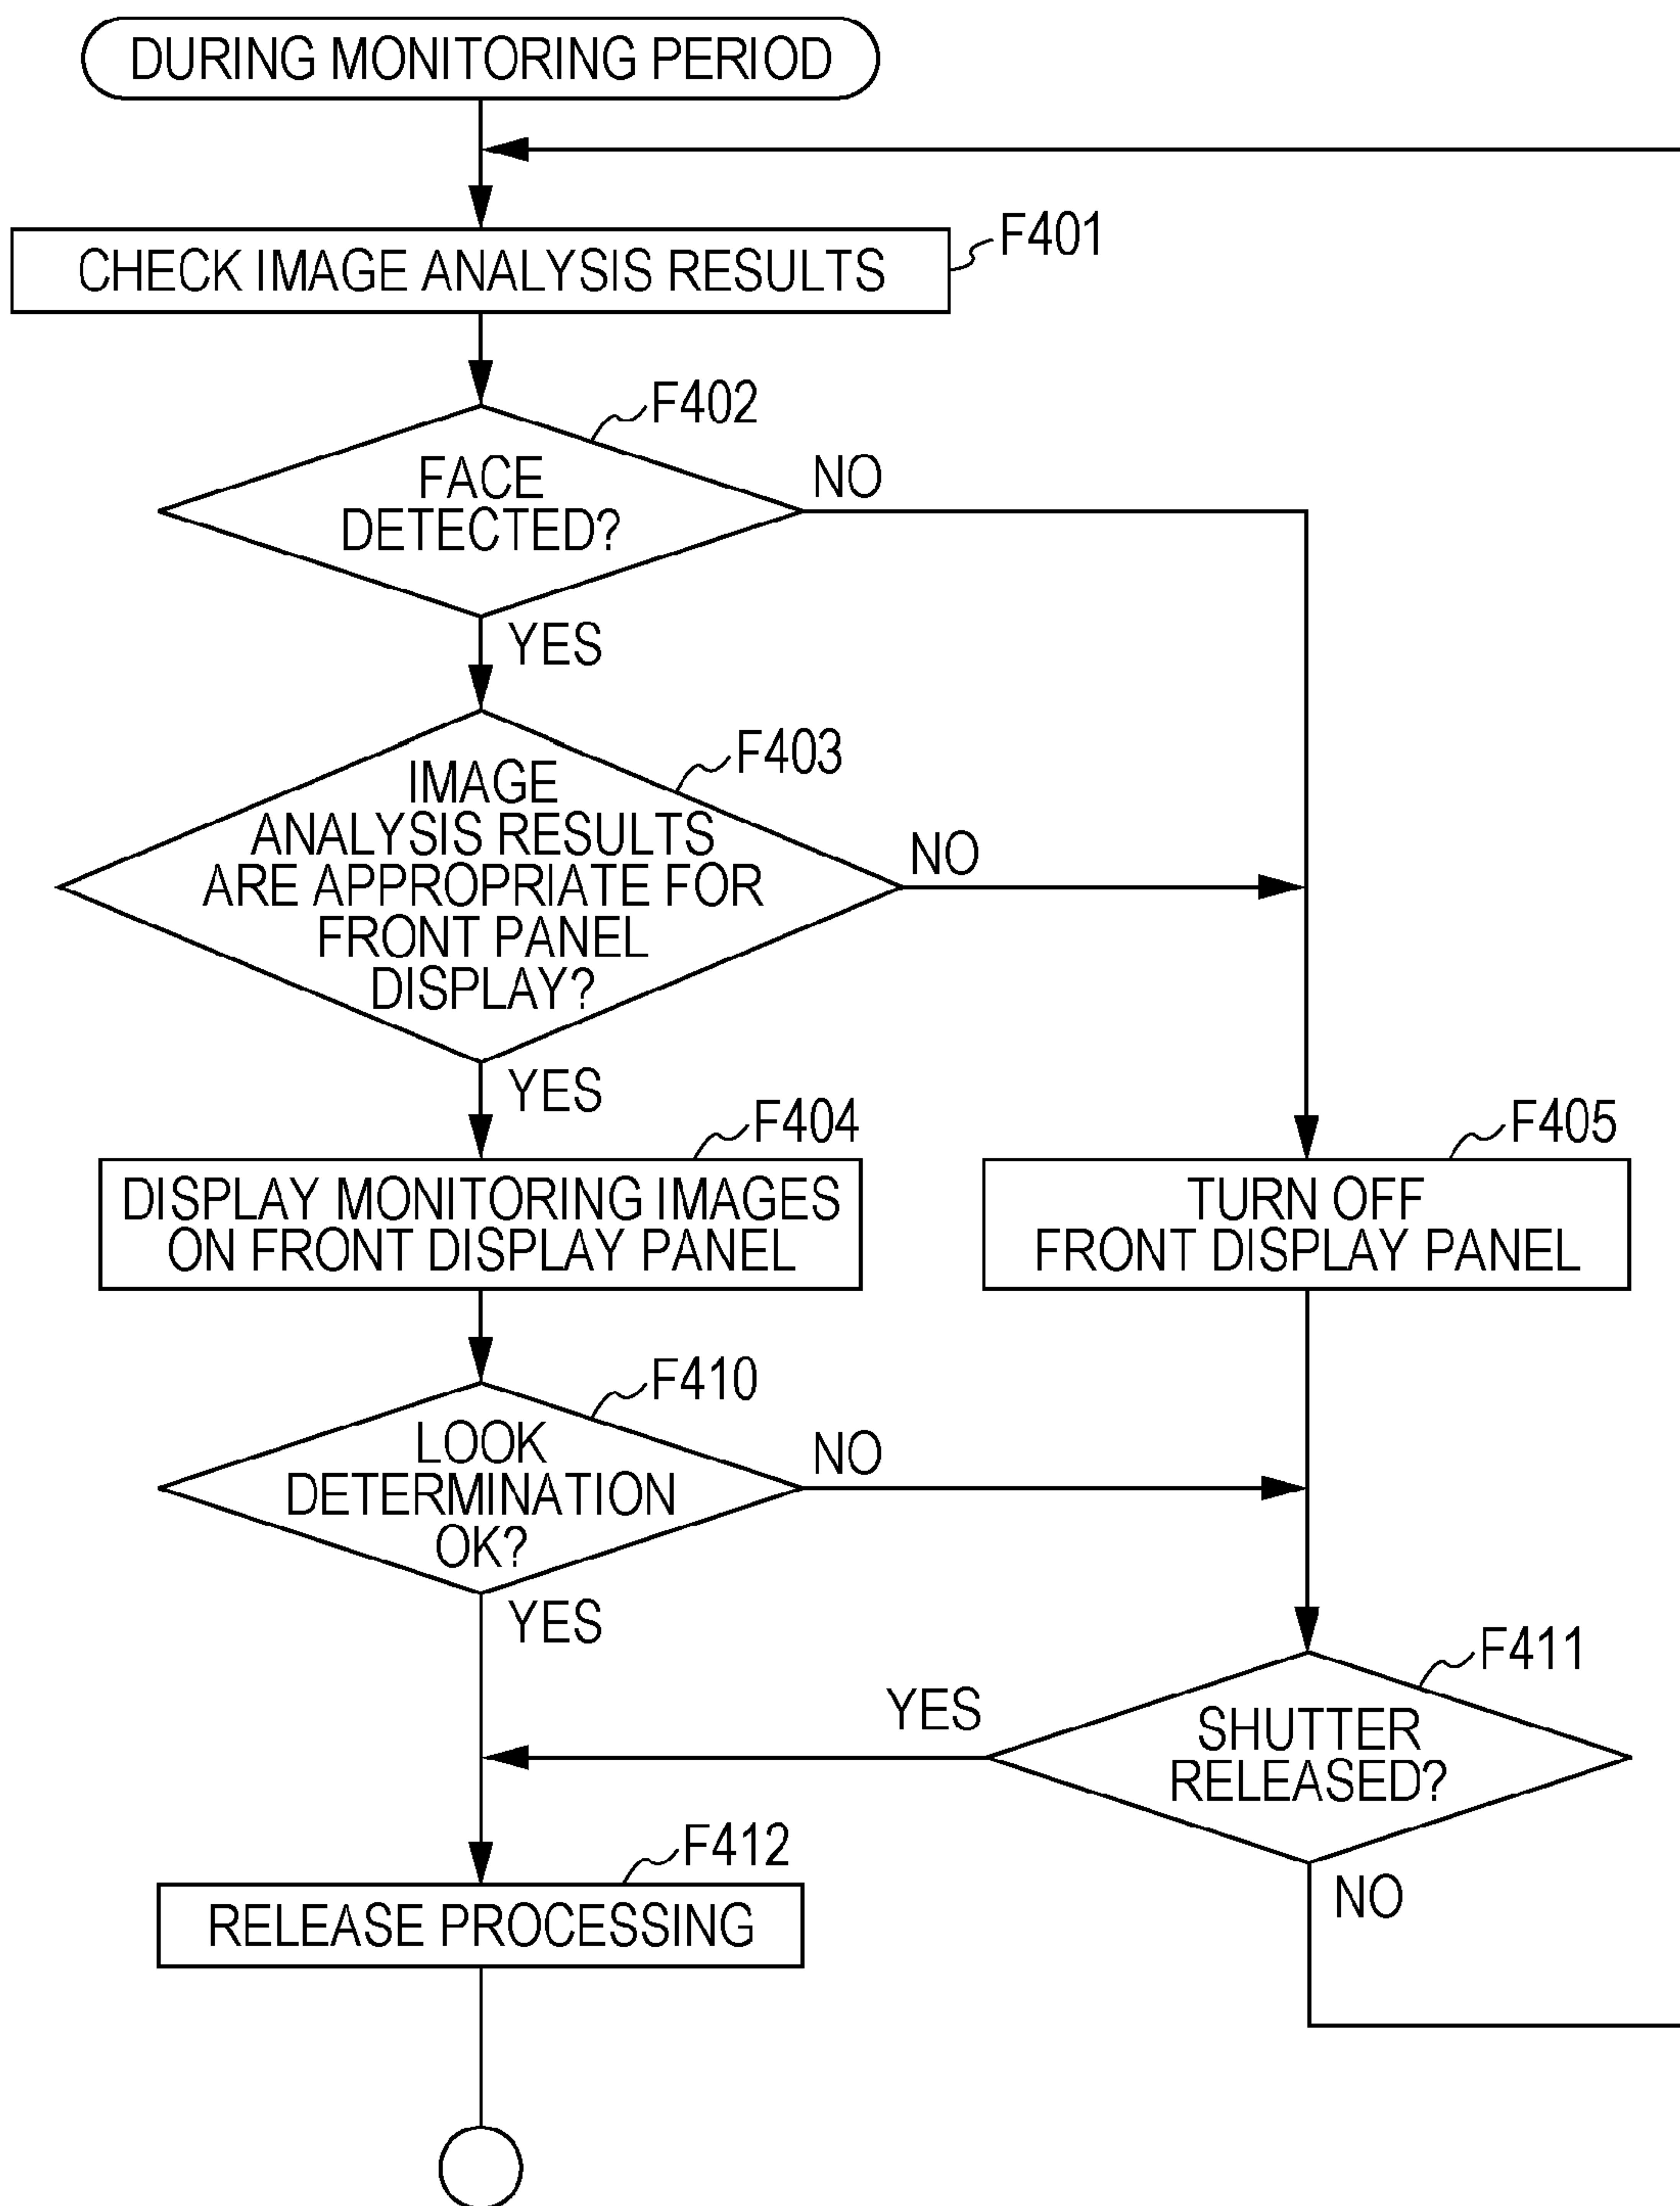 DURING MONITORING PERIOD
CHECK IMAGE ANALYSIS RESULTS
F401
F402
FACE
DETECTED?
NO
YES
F403
IMAGE
ANALYSIS RESULTS
ARE APPROPRIATE FOR
FRONT PANEL
DISPLAY?
NO
YES
F404
DISPLAY MONITORING IMAGES
ON FRONT DISPLAY PANEL
F405
TURN OFF
FRONT DISPLAY PANEL
F410
LOOK
DETERMINATION
OK?
NO
YES
F411
SHUTTER
RELEASED?
YES
NO
F412
RELEASE PROCESSING